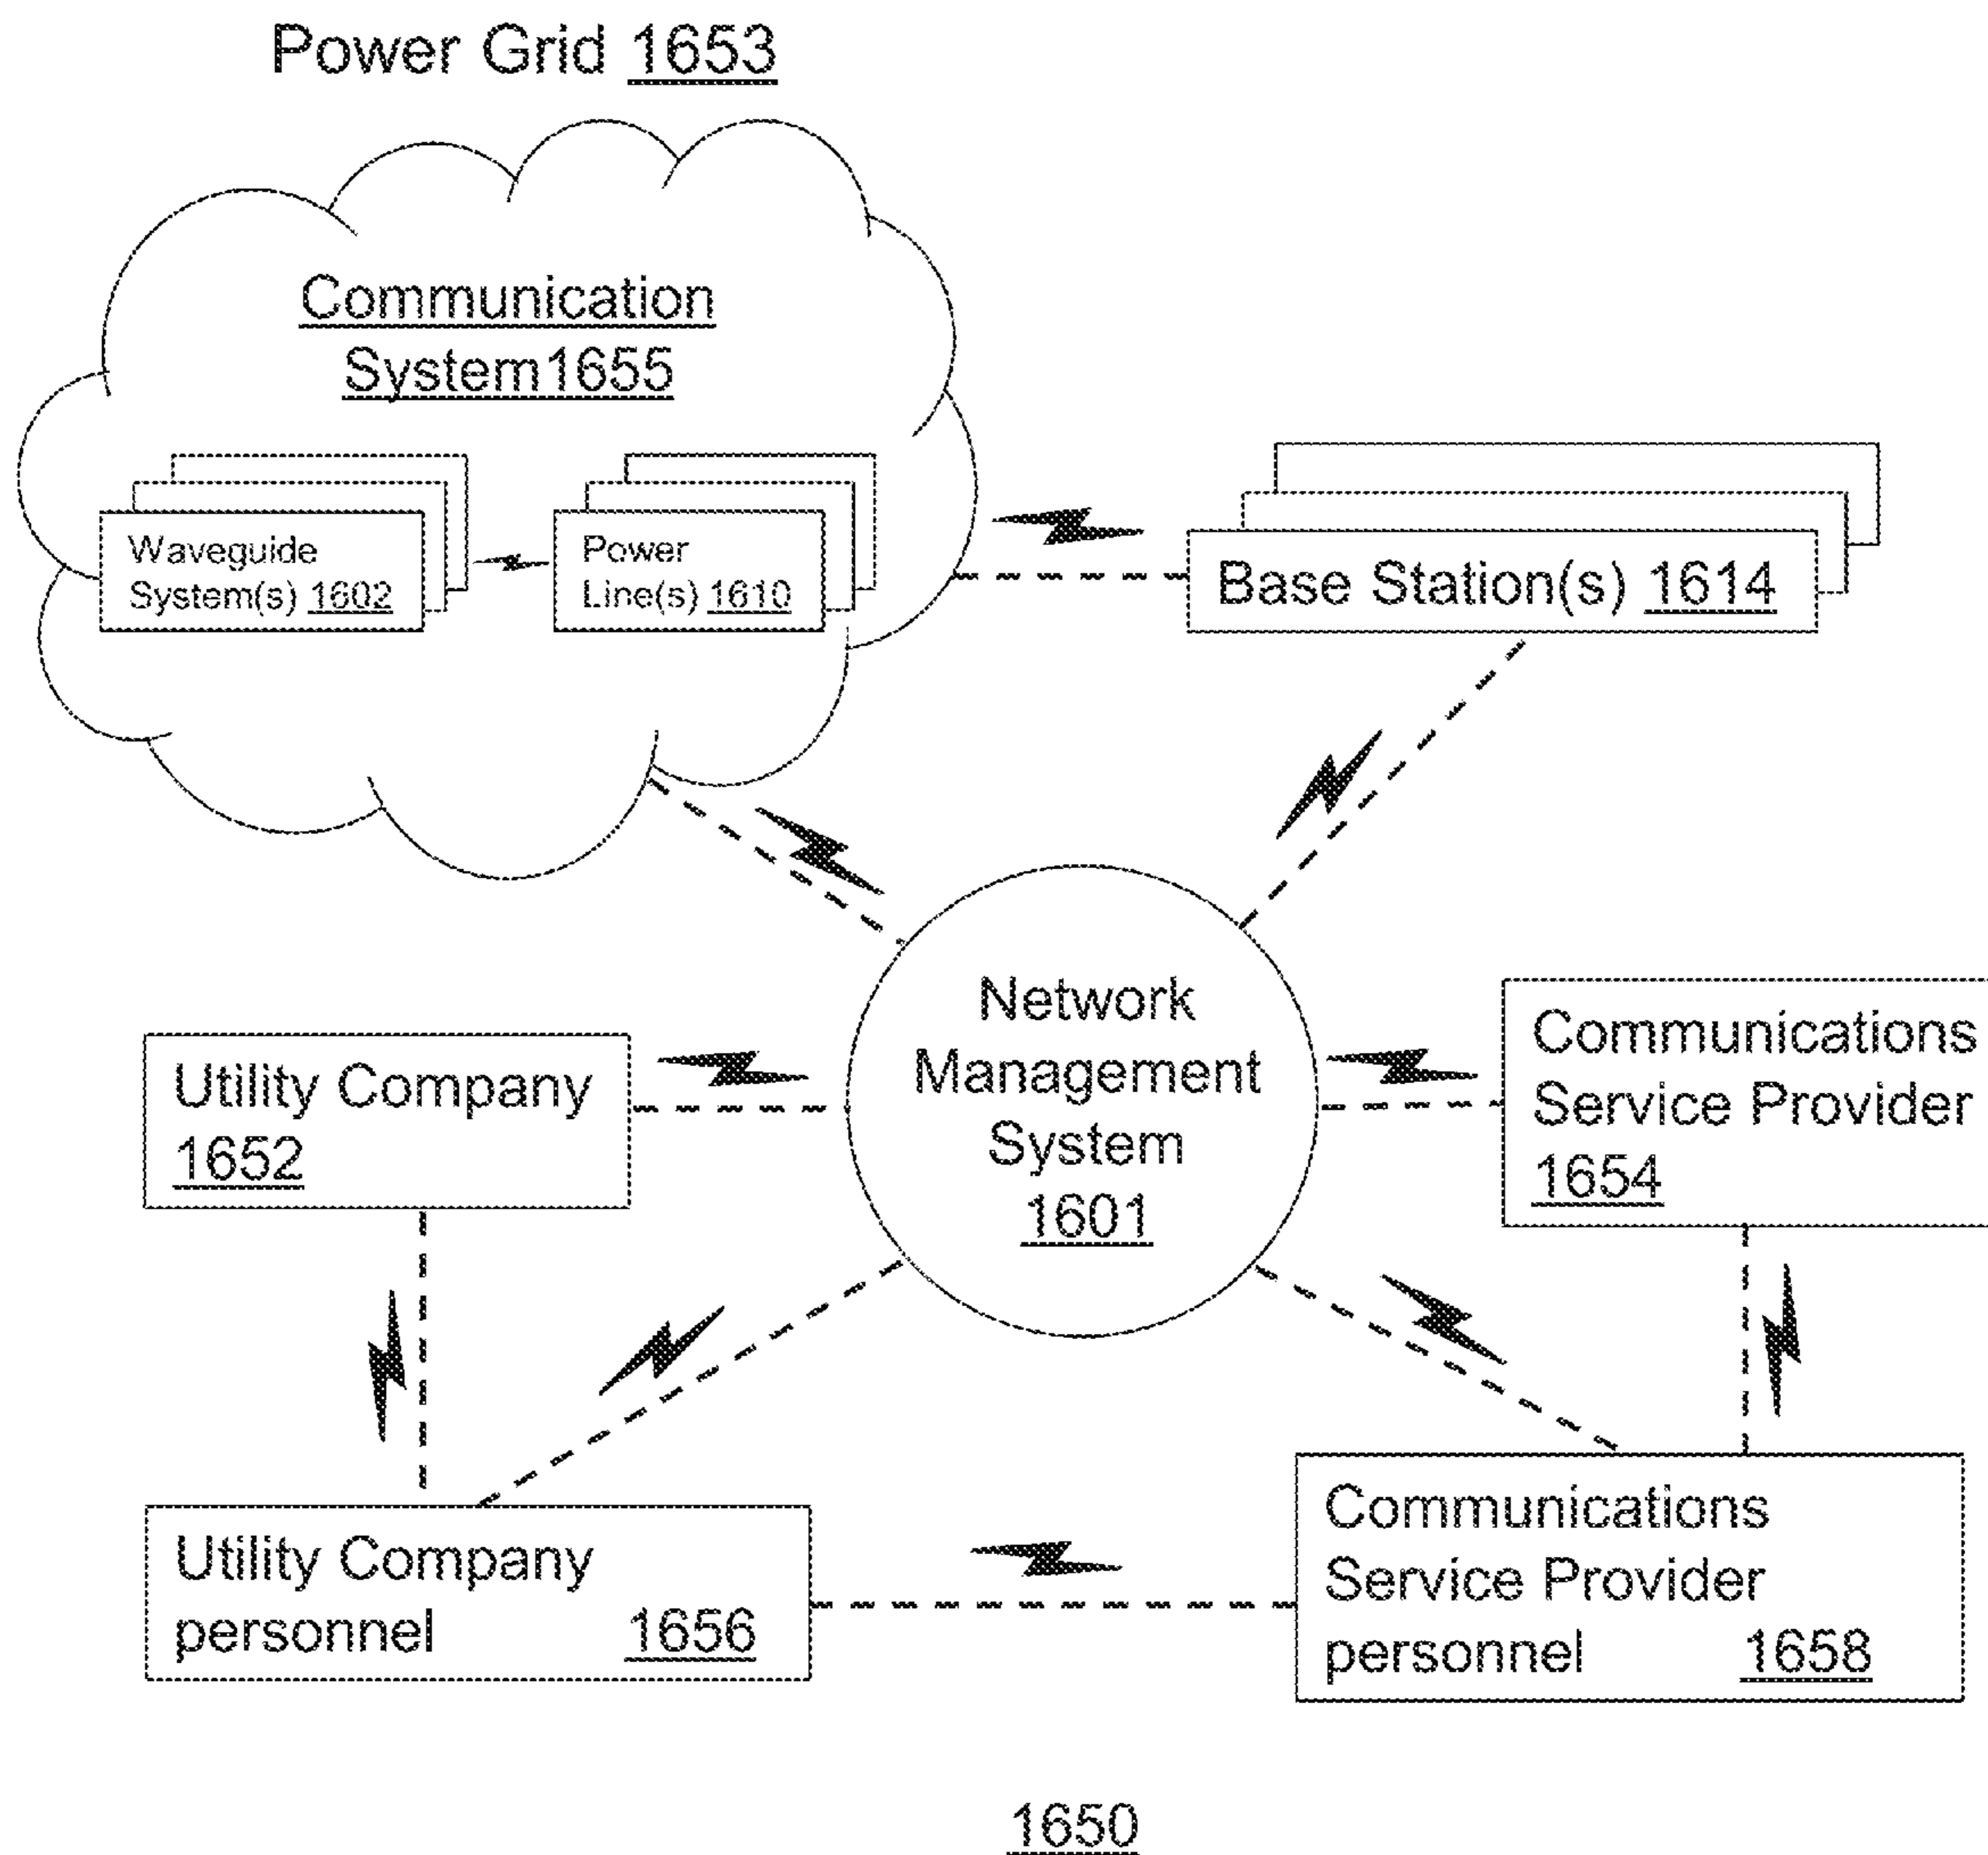 Power Grid 1653
Communication
System1655
Waveguide
System(s) 1602
Power
Line(s) 1610
Base Station(s) 1614
Network
Management
System
1601
Utility Company
1652
Communications
Service Provider
1654
Utility Company
personnel 1656
Communications
Service Provider
personnel 1658
1650